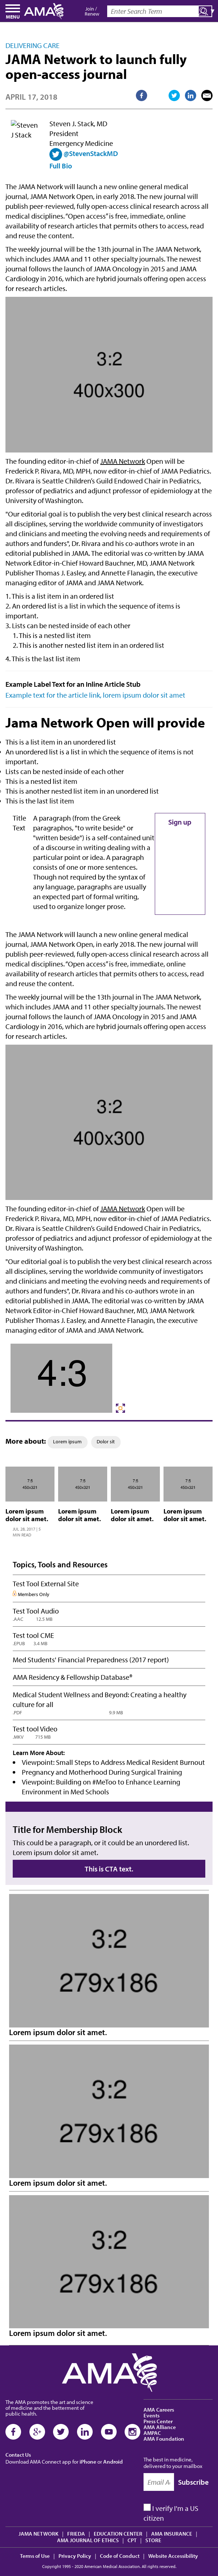 MENU
AMA
Join / Renew
Enter Search Term
DELIVERING CARE
JAMA Network to launch fully
open-access journal
APRIL 17, 2018
Steven J. Stack
Steven J. Stack, MD
President
Emergency Medicine
@StevenStackMD
Full Bio
The JAMA Network will launch a new online general medical
journal, JAMA Network Open, in early 2018. The new journal will
publish peer-reviewed, fully open access clinical research across all
medical disciplines. "Open access" is free, immediate, online
availability of research articles that permits users to access, read
and reuse the content.
The weekly journal will be the 13th journal in The JAMA Network,
which includes JAMA and 11 other specialty journals. The newest
journal follows the launch of JAMA Oncology in 2015 and JAMA
Cardiology in 2016, which are hybrid journals offering open access
for research articles.
3:2
400x300
The founding editor-in-chief of JAMA Network Open will be
Frederick P. Rivara, MD, MPH, now editor-in-chief of JAMA Pediatrics.
Dr. Rivara is Seattle Children's Guild Endowed Chair in Pediatrics,
professor of pediatrics and adjunct professor of epidemiology at the
University of Washington.
"Our editorial goal is to publish the very best clinical research across
all disciplines, serving the worldwide community of investigators
and clinicians and meeting the evolving needs and requirements of
authors and funders", Dr. Rivara and his co-authors wrote in an
editorial published in JAMA. The editorial was co-written by JAMA
Network Editor-in-Chief Howard Bauchner, MD, JAMA Network
Publisher Thomas J. Easley, and Annette Flanagin, the executive
managing editor of JAMA and JAMA Network.
1. This is a list item in an ordered list
2. An ordered list is a list in which the sequence of items is
important.
3. Lists can be nested inside of each other
1. This is a nested list item
2. This is another nested list item in an ordered list
4. This is the last list item
Example Label Text for an Inline Article Stub
Example text for the article link, lorem ipsum dolor sit amet
Jama Network Open will provide
This is a list item in an unordered list
An unordered list is a list in which the sequence of items is not
important.
Lists can be nested inside of each other
This is a nested list item
This is another nested list item in an unordered list
This is the last list item
Title Text
A paragraph (from the Greek
paragraphos, "to write beside" or
"written beside") is a self-contained unit
of a discourse in writing dealing with a
particular point or idea. A paragraph
consists of one or more sentences.
Though not required by the syntax of
any language, paragraphs are usually
an expected part of formal writing,
used to organize longer prose.
Sign up
The JAMA Network will launch a new online general medical
journal, JAMA Network Open, in early 2018. The new journal will
publish peer-reviewed, fully open access clinical research across all
medical disciplines. "Open access" is free, immediate, online
availability of research articles that permits users to access, read
and reuse the content.
The weekly journal will be the 13th journal in The JAMA Network,
which includes JAMA and 11 other specialty journals. The newest
journal follows the launch of JAMA Oncology in 2015 and JAMA
Cardiology in 2016, which are hybrid journals offering open access
for research articles.
3:2
400x300
The founding editor-in-chief of JAMA Network Open will be
Frederick P. Rivara, MD, MPH, now editor-in-chief of JAMA Pediatrics.
Dr. Rivara is Seattle Children's Guild Endowed Chair in Pediatrics,
professor of pediatrics and adjunct professor of epidemiology at the
University of Washington.
"Our editorial goal is to publish the very best clinical research across
all disciplines, serving the worldwide community of investigators
and clinicians and meeting the evolving needs and requirements of
authors and funders", Dr. Rivara and his co-authors wrote in an
editorial published in JAMA. The editorial was co-written by JAMA
Network Editor-in-Chief Howard Bauchner, MD, JAMA Network
Publisher Thomas J. Easley, and Annette Flanagin, the executive
managing editor of JAMA and JAMA Network.
4:3
More about: Lorem ipsum Dolor sit
Lorem ipsum dolor sit amet.
Lorem ipsum dolor sit amet.
Lorem ipsum dolor sit amet.
Lorem ipsum dolor sit amet.
JUL 28, 2017 | 3
MIN READ
Topics, Tools and Resources
Test Tool External Site
Members Only
Test Tool Audio
.AAC 12.5 MB
Test tool CME
.EPUB 3.6 MB
Med Students' Financial Preparedness (2017 report)
AMA Residency & Fellowship Database®
Medical Student Wellness and Beyond: Creating a healthy
culture for all
.PDF 9.9 MB
Test tool Video
.MKV 715 MB
Learn More About:
Viewpoint: Small Steps to Address Medical Resident Burnout
Pregnancy and Motherhood During Surgical Training
Viewpoint: Building on #MeToo to Enhance Learning
Environment in Med Schools
Title for Membership Block
This could be a paragraph, or it could be an unordered list.
Lorem ipsum dolor sit amet.
This is CTA text.
3:2
279x186
Lorem ipsum dolor sit amet.
3:2
279x186
Lorem ipsum dolor sit amet.
3:2
279x186
Lorem ipsum dolor sit amet.
AMA
The AMA promotes the art and science
of medicine and the betterment of
public health.
Contact Us
Download AMA Connect app for iPhone or Android
AMA Careers
Events
Press Center
AMA Alliance
AMPAC
AMA Foundation
The best in medicine,
delivered to your mailbox
Email A
Subscribe
I verify I'm a US
citizen
JAMA NETWORK | FRIEDA | EDUCATION CENTER | AMA INSURANCE |
AMA JOURNAL OF ETHICS | CPT | STORE
Terms of Use | Privacy Policy | Code of Conduct | Website Accessibility
Copyright 1995 - 2020 American Medical Association. All rights reserved.